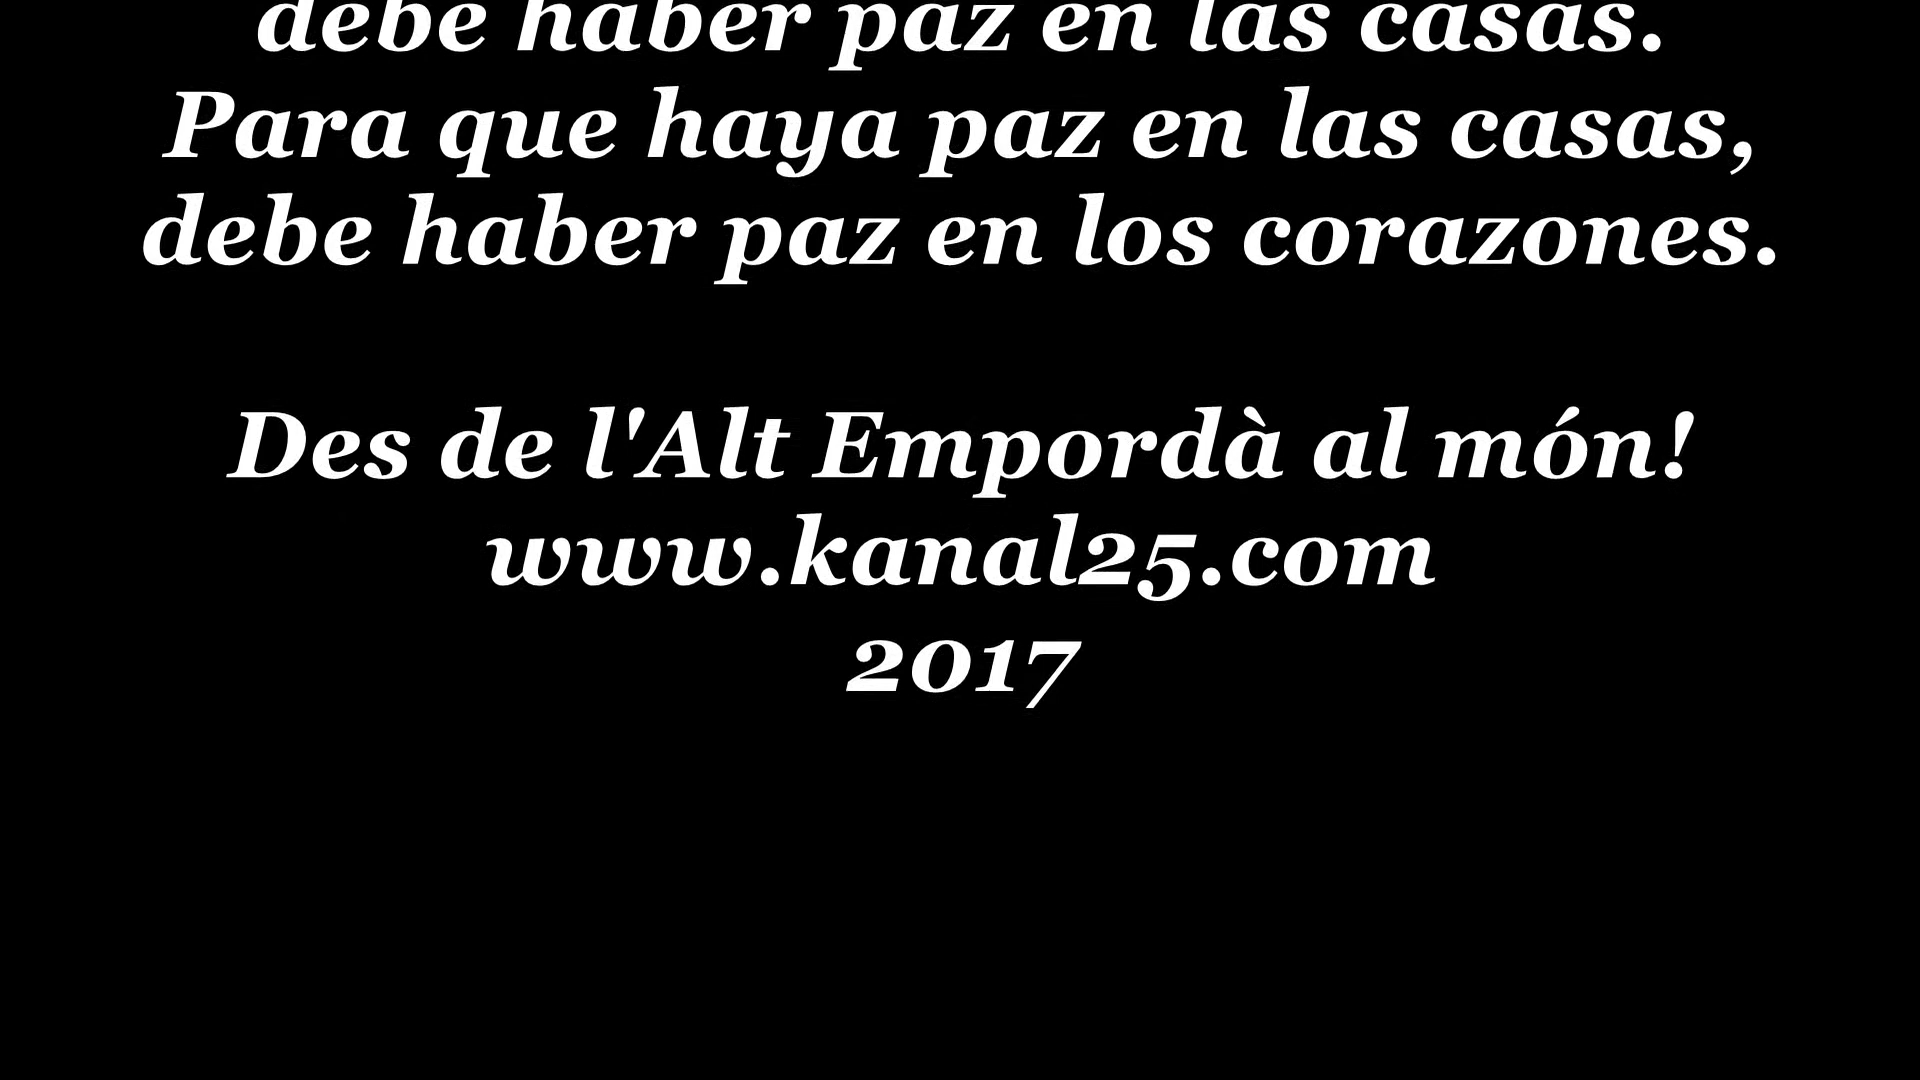 debe haber paz en las casas.
Para que haya paz en las casas,
debe haber paz en los corazones.
Des de l'Alt Empordà al món!
www.kanal25.com
2017